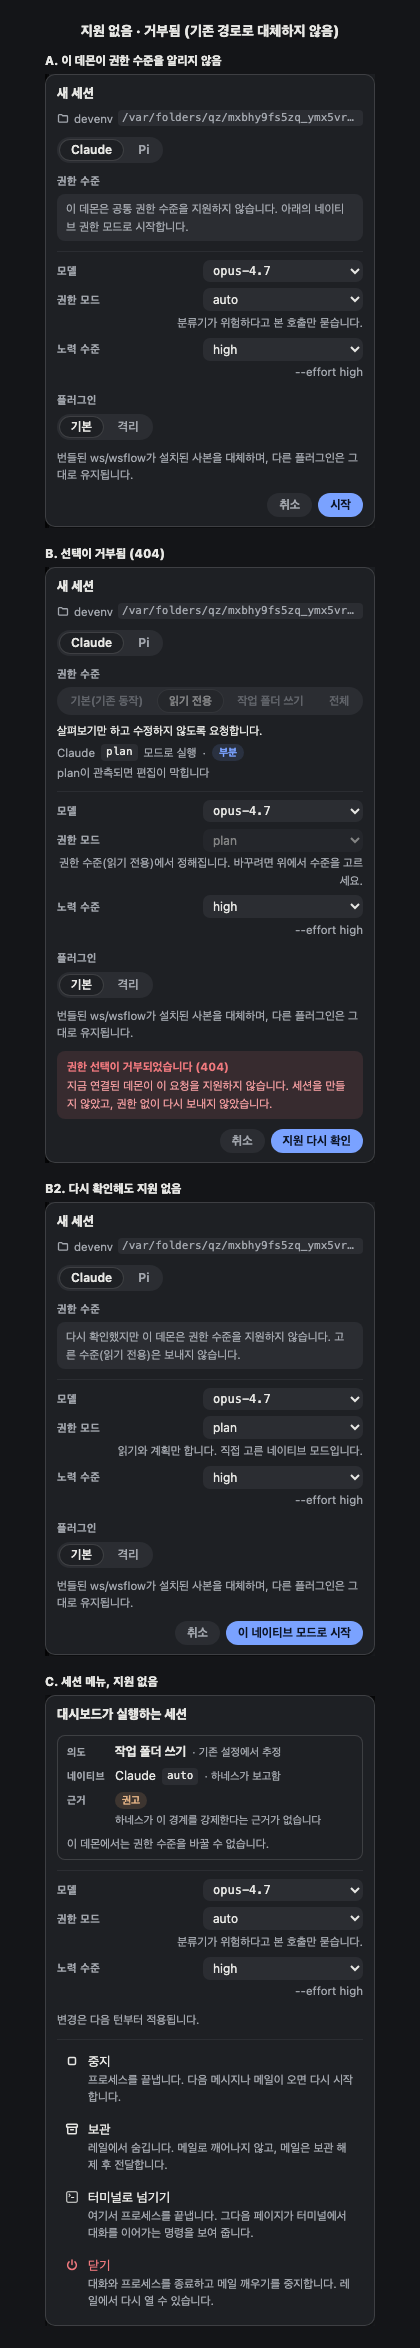 지원 없음 · 거부됨 (기존 경로로 대체하지 않음)
A. 이 데몬이 권한 수준을 알리지 않음
새 세션
devenv /var/folders/qz/mxbhy9fs5zq_ymx5vr…
Claude Pi
권한 수준
이 데몬은 공통 권한 수준을 지원하지 않습니다. 아래의 네이티
브 권한 모드로 시작합니다.
모델 opus-4.7
권한 모드 auto
분류기가 위험하다고 본 호출만 묻습니다.
노력 수준 high
--effort high
플러그인
기본 격리
번들된 ws/wsflow가 설치된 사본을 대체하며, 다른 플러그인은 그
대로 유지됩니다.
취소 시작
B. 선택이 거부됨 (404)
새 세션
devenv /var/folders/qz/mxbhy9fs5zq_ymx5vr…
Claude Pi
권한 수준
기본(기존 동작) 읽기 전용 작업 폴더 쓰기 전체
살펴보기만 하고 수정하지 않도록 요청합니다.
Claude plan 모드로 실행 · 부분
plan이 관측되면 편집이 막힙니다
모델 opus-4.7
권한 모드 plan
권한 수준(읽기 전용)에서 정해집니다. 바꾸려면 위에서 수준을 고르
세요.
노력 수준 high
--effort high
플러그인
기본 격리
번들된 ws/wsflow가 설치된 사본을 대체하며, 다른 플러그인은 그
대로 유지됩니다.
권한 선택이 거부되었습니다 (404)
지금 연결된 데몬이 이 요청을 지원하지 않습니다. 세션을 만들
지 않았고, 권한 없이 다시 보내지 않았습니다.
취소 지원 다시 확인
B2. 다시 확인해도 지원 없음
새 세션
devenv /var/folders/qz/mxbhy9fs5zq_ymx5vr…
Claude Pi
권한 수준
다시 확인했지만 이 데몬은 권한 수준을 지원하지 않습니다. 고
른 수준(읽기 전용)은 보내지 않습니다.
모델 opus-4.7
권한 모드 plan
읽기와 계획만 합니다. 직접 고른 네이티브 모드입니다.
노력 수준 high
--effort high
플러그인
기본 격리
번들된 ws/wsflow가 설치된 사본을 대체하며, 다른 플러그인은 그
대로 유지됩니다.
취소 이 네이티브 모드로 시작
C. 세션 메뉴, 지원 없음
대시보드가 실행하는 세션
의도 작업 폴더 쓰기 · 기존 설정에서 추정
네이티브 Claude auto · 하네스가 보고함
근거 권고
하네스가 이 경계를 강제한다는 근거가 없습니다
이 데몬에서는 권한 수준을 바꿀 수 없습니다.
모델 opus-4.7
권한 모드 auto
분류기가 위험하다고 본 호출만 묻습니다.
노력 수준 high
--effort high
변경은 다음 턴부터 적용됩니다.
중지
프로세스를 끝냅니다. 다음 메시지나 메일이 오면 다시 시작
합니다.
보관
레일에서 숨깁니다. 메일로 깨어나지 않고, 메일은 보관 해
제 후 전달합니다.
터미널로 넘기기
여기서 프로세스를 끝냅니다. 그다음 페이지가 터미널에서
대화를 이어가는 명령을 보여 줍니다.
닫기
대화와 프로세스를 종료하고 메일 깨우기를 중지합니다. 레
일에서 다시 열 수 있습니다.